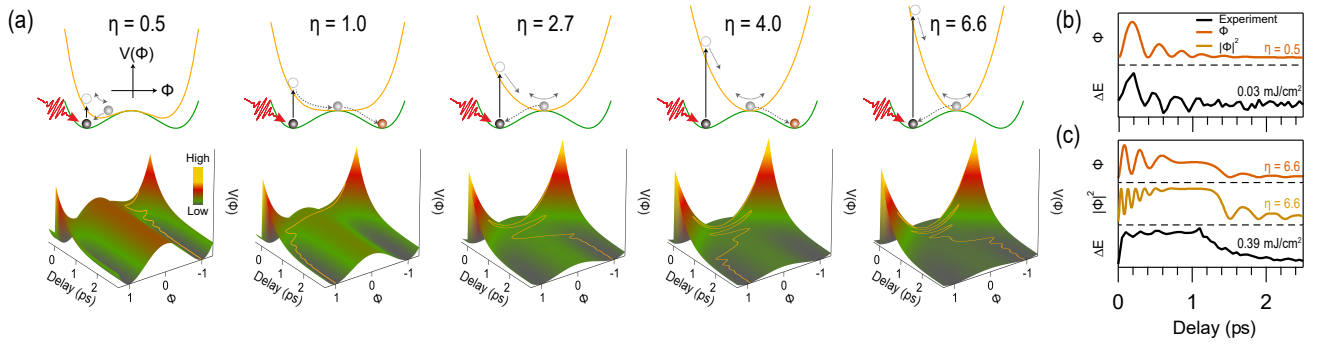 (a)
η = 0.5
η = 1.0
η = 2.7
η = 4.0
η = 6.6
V(Φ)
Φ
High
Low
V(Φ)
V(Φ)
V(Φ)
V(Φ)
V(Φ)
0
1
2
Delay (ps)
1
0
-1
Φ
0
1
2
Delay (ps)
1
0
-1
Φ
0
1
2
Delay (ps)
1
0
-1
Φ
0
1
2
Delay (ps)
1
0
-1
Φ
0
1
2
Delay (ps)
1
0
-1
Φ
(b)
Experiment
Φ
|Φ|²
Φ
η = 0.5
ΔE
0.03 mJ/cm²
(c)
Φ
η = 6.6
|Φ|²
η = 6.6
ΔE
0.39 mJ/cm²
0 1 2
Delay (ps)